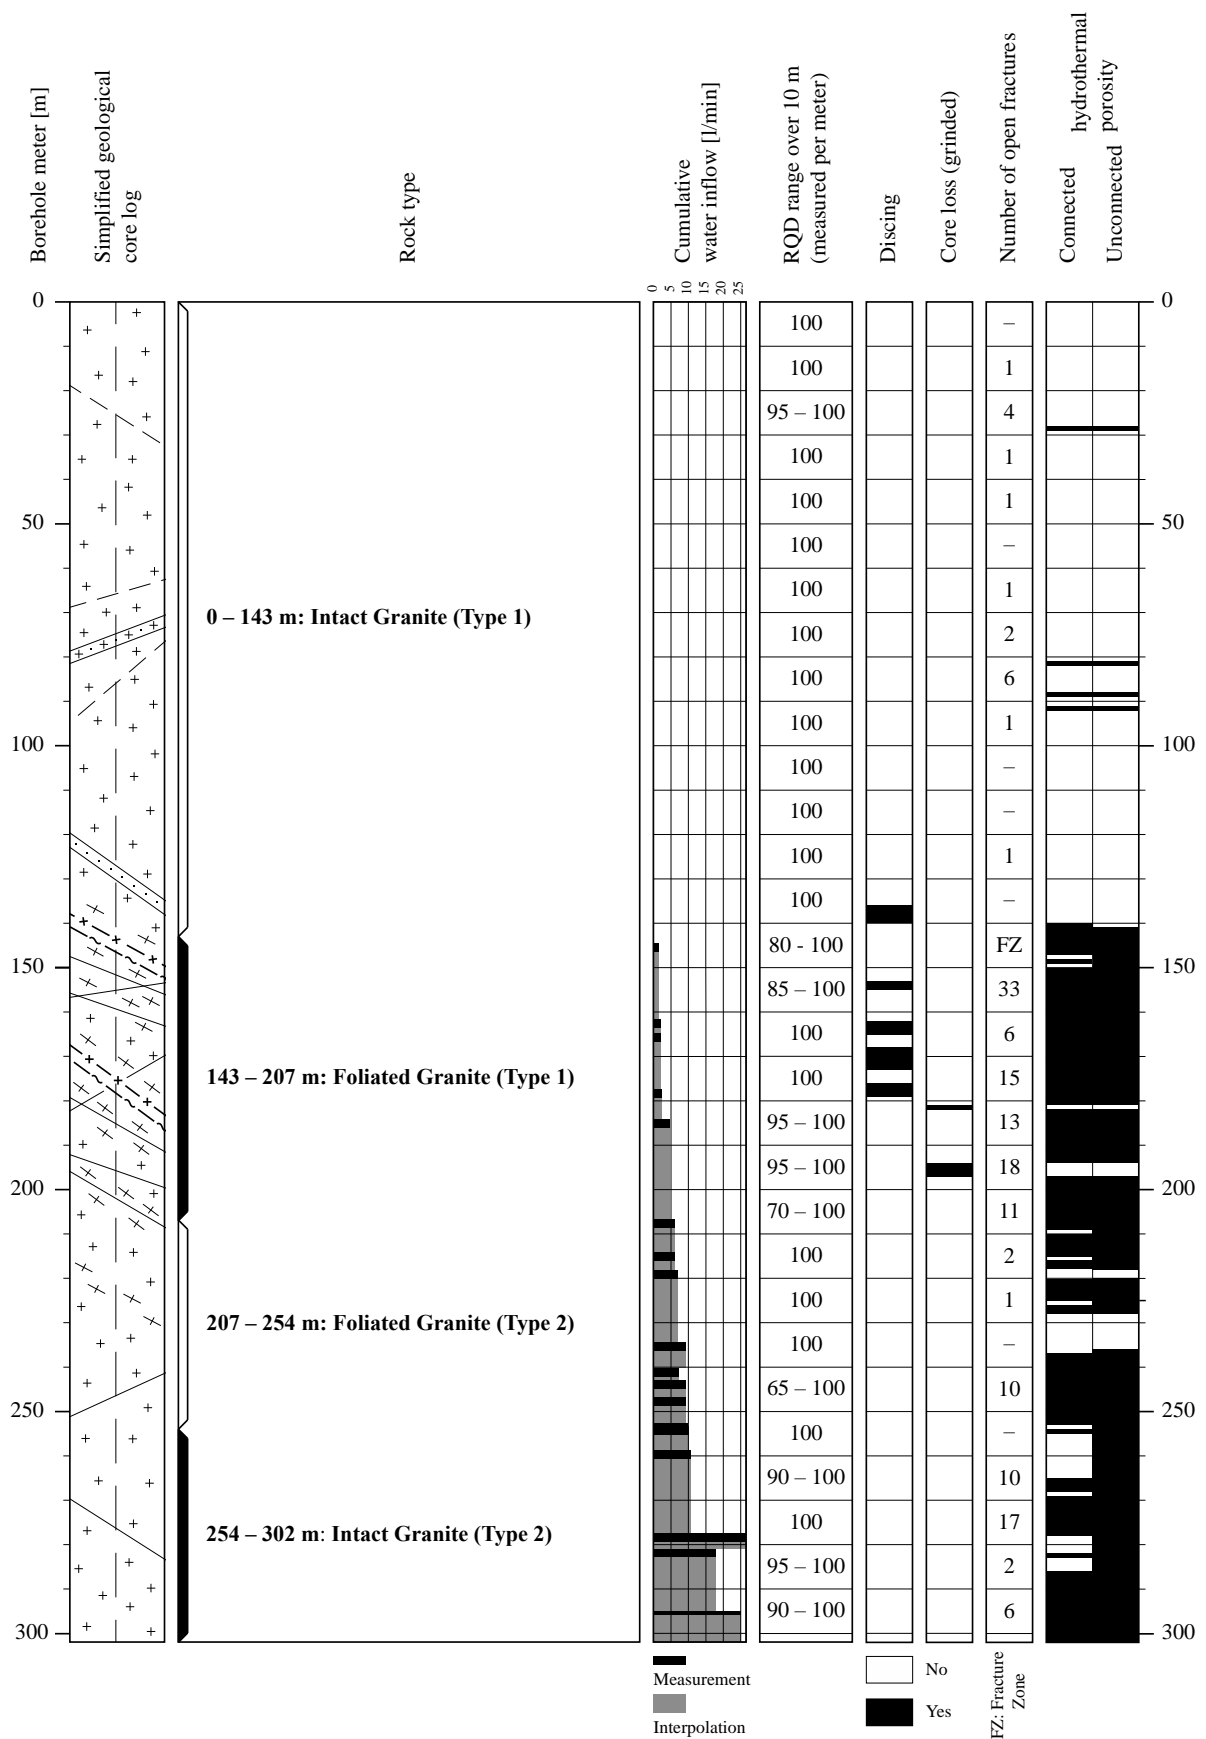 Borehole meter [m]
Simplified geological
core log
Rock type
Cumulative
water inflow [l/min]
RQD range over 10 m
(measured per meter)
Discing
Core loss (grinded)
Number of open fractures
Connected
Unconnected
hydrothermal
porosity
0 5 10 15 20 25
0 100 – 0
100 1
95 – 100 4
100 1
100 1
50 50
100 –
100 1
0 – 143 m: Intact Granite (Type 1)
100 2
100 6
100 1
100 100
100 –
100 –
100 1
100 –
80 - 100 FZ
150 150
85 – 100 33
100 6
143 – 207 m: Foliated Granite (Type 1) 100 15
95 – 100 13
95 – 100 18
200 200
70 – 100 11
100 2
100 1
207 – 254 m: Foliated Granite (Type 2)
100 –
65 – 100 10
250 250
100 –
90 – 100 10
100 17
254 – 302 m: Intact Granite (Type 2)
95 – 100 2
90 – 100 6
300 300
Measurement
Interpolation
No
Yes
FZ: Fracture
Zone